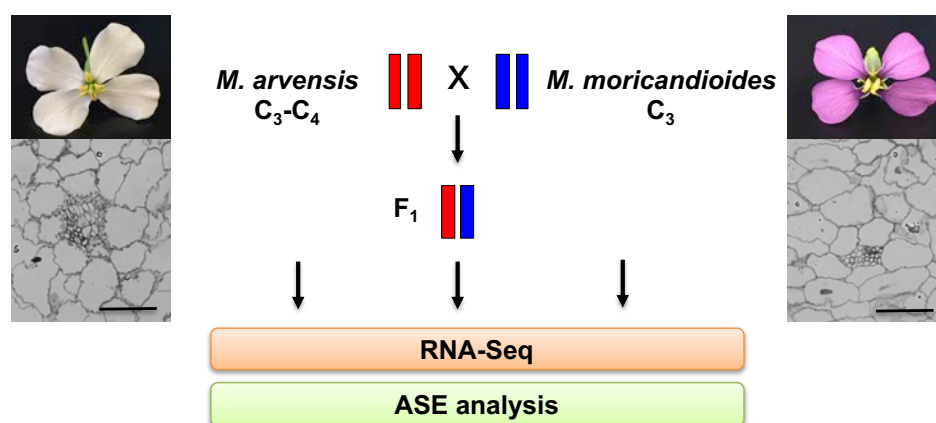 M. arvensis X M. moricandioides
C₃-C₄ C₃
F₁
RNA-Seq
ASE analysis